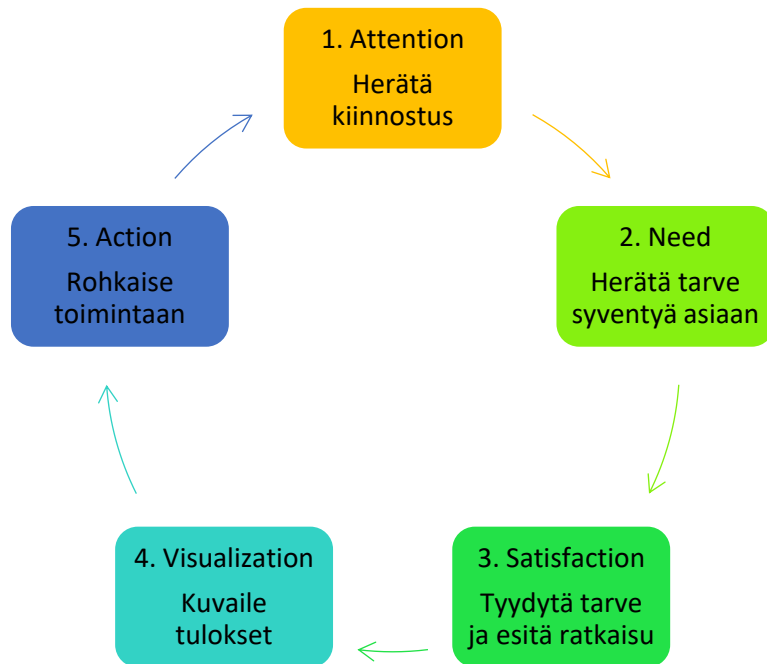 1. Attention
Herätä
kiinnostus
2. Need
Herätä tarve
syventyä asiaan
3. Satisfaction
Tyydytä tarve
ja esitä ratkaisu
4. Visualization
Kuvaile
tulokset
5. Action
Rohkaise
toimintaan